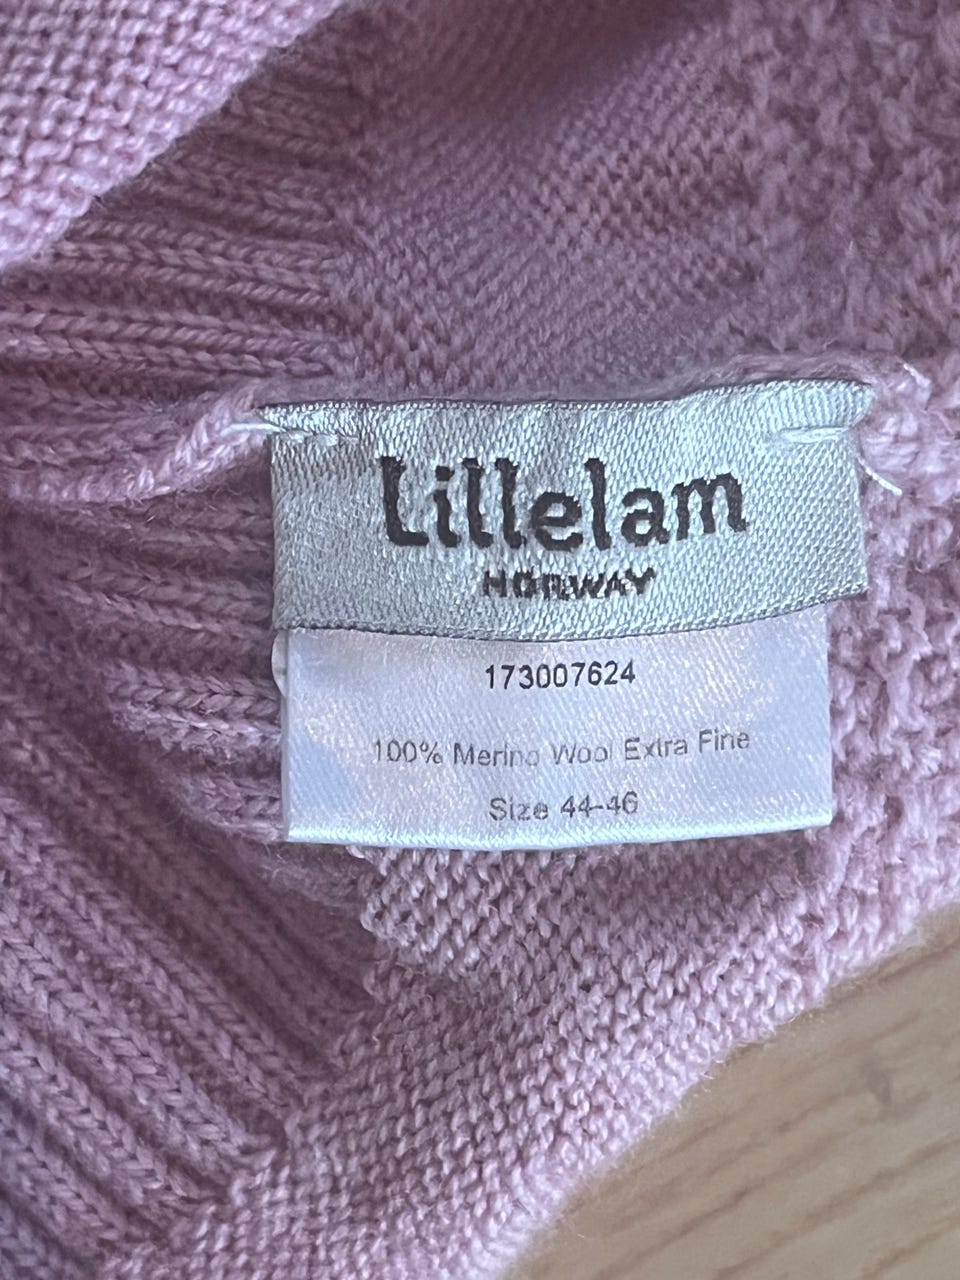 Lillelam
NORWAY
173007624
100% Merino Wool Extra Fine
Size 44-46